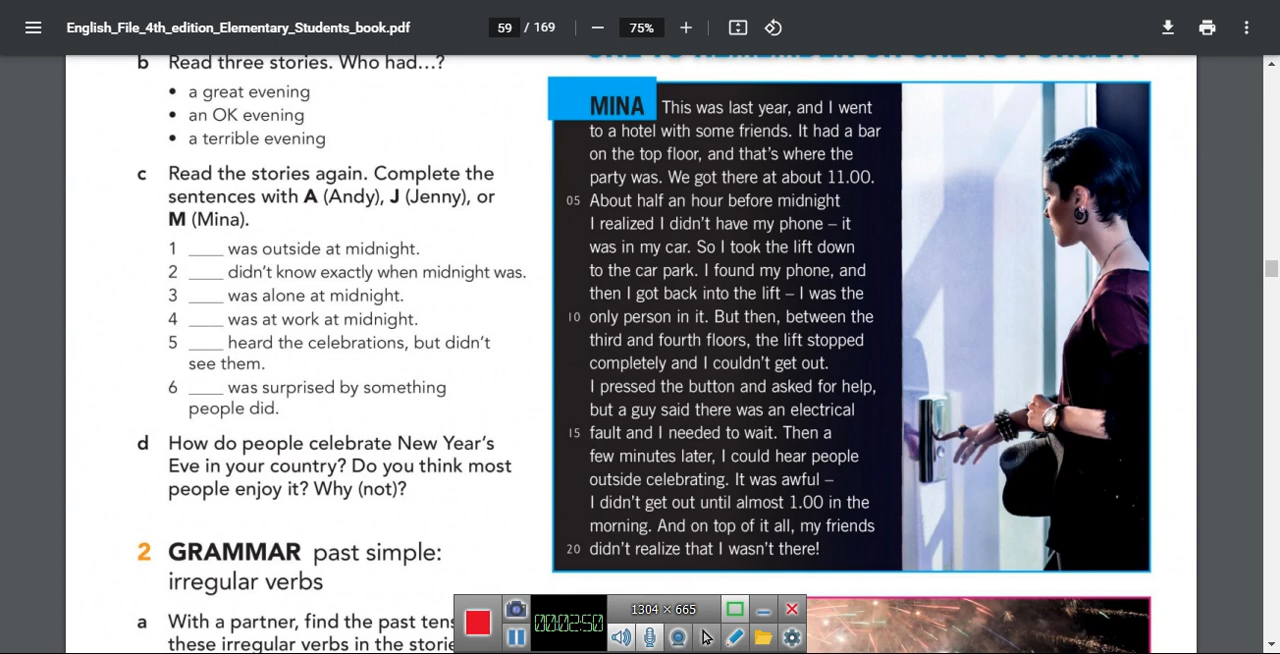 English_File_4th_edition_Elementary_Students_book.pdf
59 / 169
75%
b Read three stories. Who had…?
• a great evening
• an OK evening
• a terrible evening
c Read the stories again. Complete the
sentences with A (Andy), J (Jenny), or
M (Mina).
1 ____ was outside at midnight.
2 ____ didn't know exactly when midnight was.
3 ____ was alone at midnight.
4 ____ was at work at midnight.
5 ____ heard the celebrations, but didn't
see them.
6 ____ was surprised by something
people did.
d How do people celebrate New Year's
Eve in your country? Do you think most
people enjoy it? Why (not)?
2 GRAMMAR past simple:
irregular verbs
a With a partner, find the past tens
these irregular verbs in the storie
MINA This was last year, and I went
to a hotel with some friends. It had a bar
on the top floor, and that's where the
party was. We got there at about 11.00.
05 About half an hour before midnight
I realized I didn't have my phone – it
was in my car. So I took the lift down
to the car park. I found my phone, and
then I got back into the lift – I was the
10 only person in it. But then, between the
third and fourth floors, the lift stopped
completely and I couldn't get out.
I pressed the button and asked for help,
but a guy said there was an electrical
15 fault and I needed to wait. Then a
few minutes later, I could hear people
outside celebrating. It was awful –
I didn't get out until almost 1.00 in the
morning. And on top of it all, my friends
20 didn't realize that I wasn't there!
00:02:50
1304 × 665